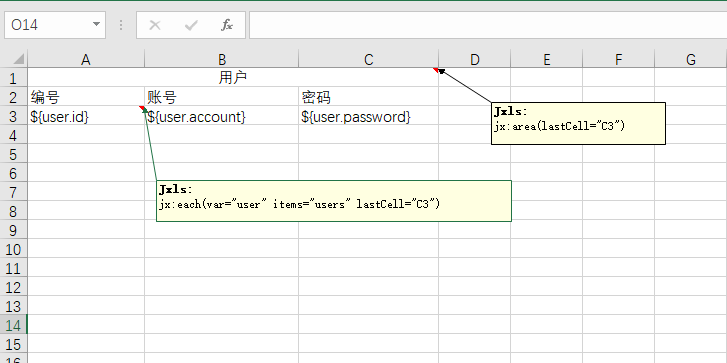 O14
fx
A B C D E F G
1 用户
2 编号 账号 密码
3 ${user.id} ${user.account} ${user.password}
Jxls:
jx:area(lastCell="C3")
4
5
6
7
Jxls:
jx:each(var="user" items="users" lastCell="C3")
8
9
10
11
12
13
14
15
16